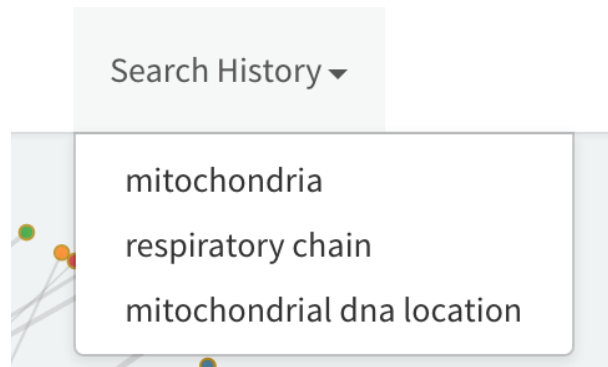 Search History
mitochondria
respiratory chain
mitochondrial dna location